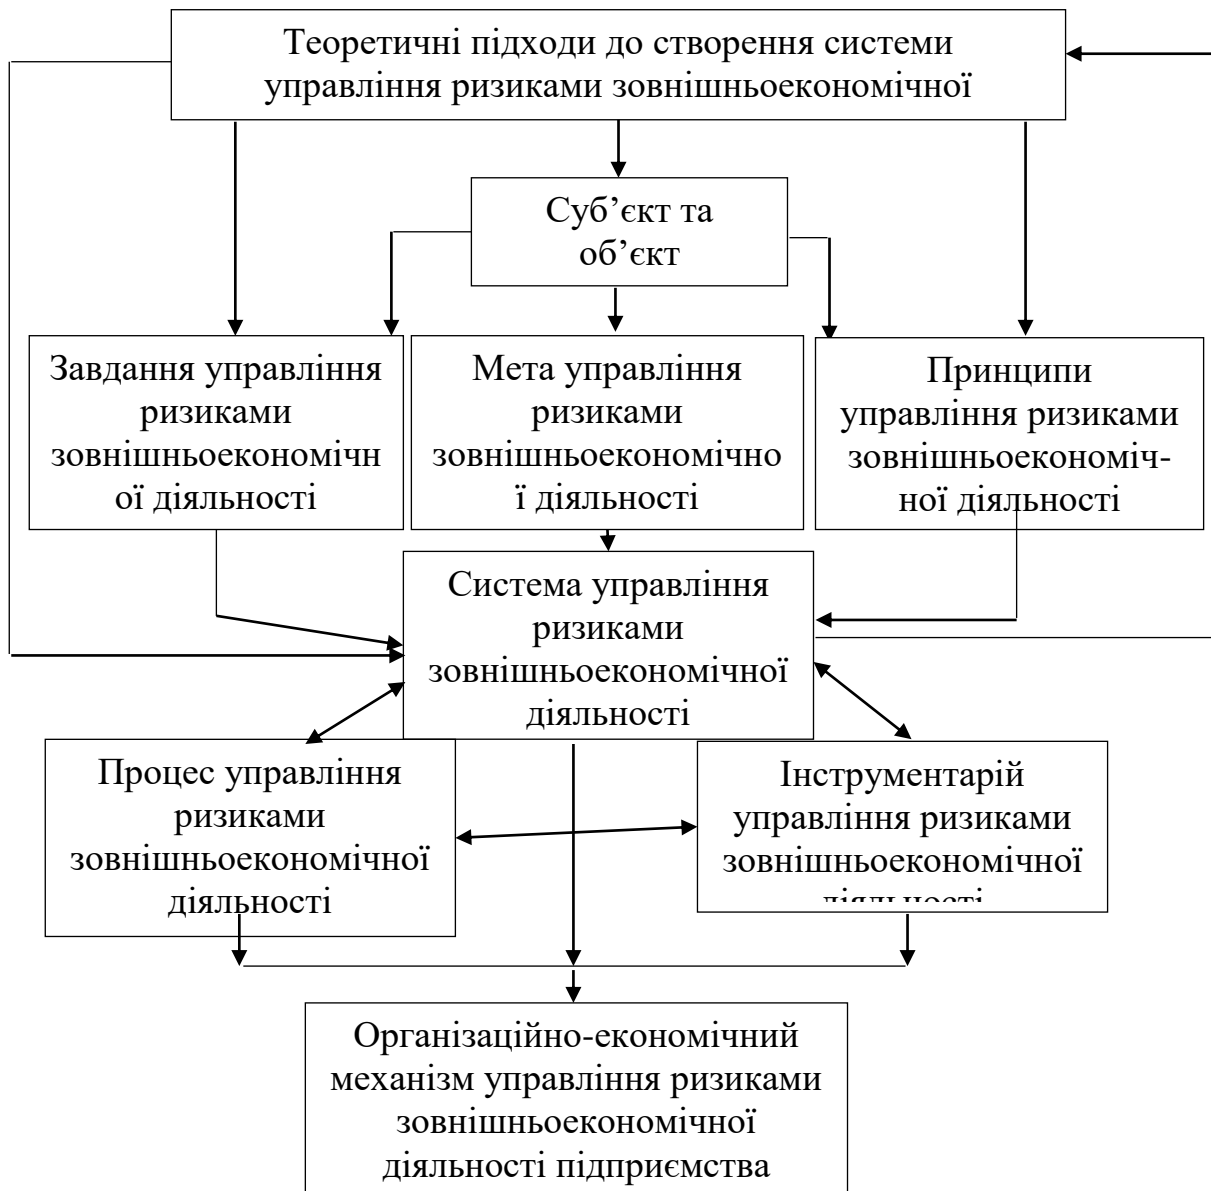 Теоретичні підходи до створення системи
управління ризиками зовнішньоекономічної
Суб’єкт та
об’єкт
Завдання управління
ризиками
зовнішньоекономічн
ої діяльності
Мета управління
ризиками
зовнішньоекономічно
ї діяльності
Принципи
управління ризиками
зовнішньоекономіч-
ної діяльності
Система управління
ризиками
зовнішньоекономічної
діяльності
Процес управління
ризиками
зовнішньоекономічної
діяльності
Інструментарій
управління ризиками
зовнішньоекономічної
діяльності
Організаційно-економічний
механізм управління ризиками
зовнішньоекономічної
діяльності підприємства